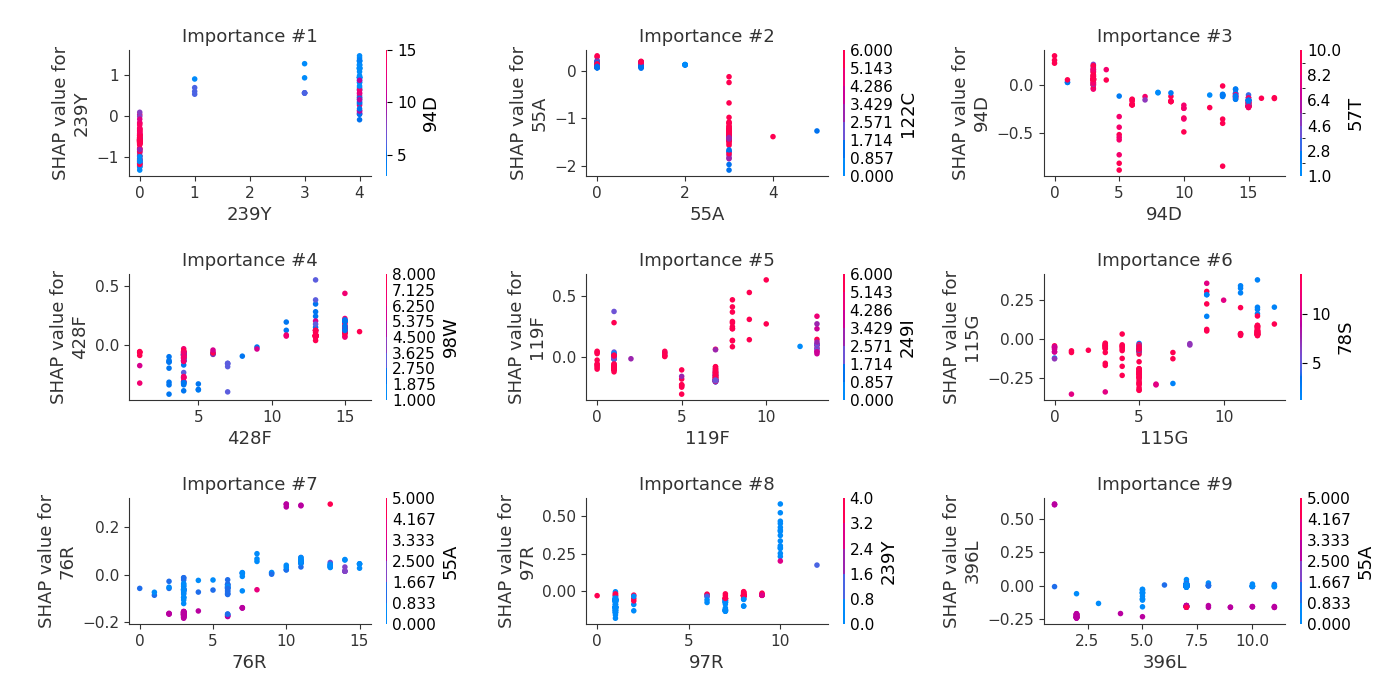 Importance #1
SHAP value for
239Y
1
0
−1
0
1
2
3
4
239Y
15
10
5
94D
Importance #2
SHAP value for
55A
0
−1
−2
0
2
4
55A
6.000
5.143
4.286
3.429
2.571
1.714
0.857
0.000
122C
Importance #3
SHAP value for
94D
0.0
−0.5
0
5
10
15
94D
10.0
8.2
6.4
4.6
2.8
1.0
57T
Importance #4
SHAP value for
428F
0.5
0.0
5
10
15
428F
8.000
7.125
6.250
5.375
4.500
3.625
2.750
1.875
1.000
98W
Importance #5
SHAP value for
119F
0.5
0.0
0
5
10
119F
6.000
5.143
4.286
3.429
2.571
1.714
0.857
0.000
249I
Importance #6
SHAP value for
115G
0.25
0.00
−0.25
0
5
10
115G
10
5
78S
Importance #7
SHAP value for
76R
0.2
0.0
−0.2
0
5
10
15
76R
5.000
4.167
3.333
2.500
1.667
0.833
0.000
55A
Importance #8
SHAP value for
97R
0.50
0.25
0.00
0
5
10
97R
4.0
3.2
2.4
1.6
0.8
0.0
239Y
Importance #9
SHAP value for
396L
0.50
0.25
0.00
−0.25
2.5
5.0
7.5
10.0
396L
5.000
4.167
3.333
2.500
1.667
0.833
0.000
55A